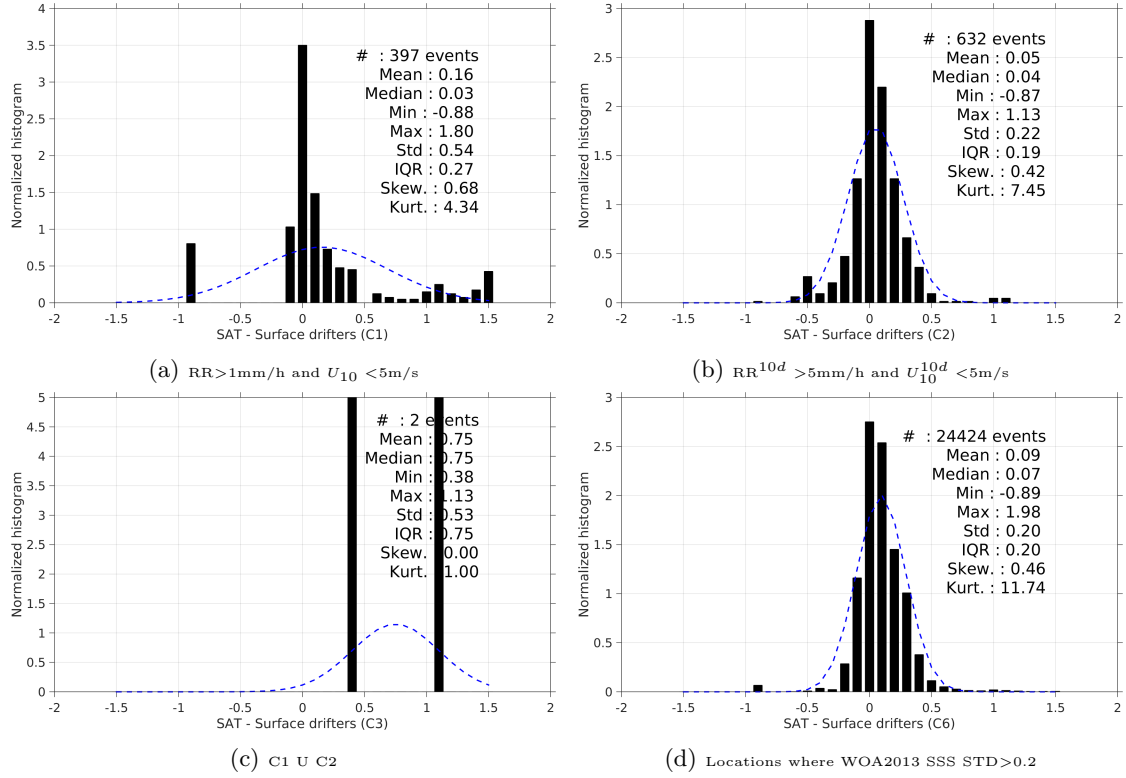 4
3.5
3
2.5
2
1.5
1
0.5
0
Normalized histogram
# : 397 events
Mean : 0.16
Median : 0.03
Min : -0.88
Max : 1.80
Std : 0.54
IQR : 0.27
Skew. : 0.68
Kurt. : 4.34
-2 -1.5 -1 -0.5 0 0.5 1 1.5 2
SAT - Surface drifters (C1)
(a) RR>1mm/h and U10 <5m/s
3
2.5
2
1.5
1
0.5
0
Normalized histogram
# : 632 events
Mean : 0.05
Median : 0.04
Min : -0.87
Max : 1.13
Std : 0.22
IQR : 0.19
Skew. : 0.42
Kurt. : 7.45
-2 -1.5 -1 -0.5 0 0.5 1 1.5 2
SAT - Surface drifters (C2)
(b) RR^10d >5mm/h and U10^10d <5m/s
5
4.5
4
3.5
3
2.5
2
1.5
1
0.5
0
Normalized histogram
# : 2 events
Mean : 0.75
Median : 0.75
Min : 0.38
Max : 1.13
Std : 0.53
IQR : 0.75
Skew. : 0.00
Kurt. : 1.00
-2 -1.5 -1 -0.5 0 0.5 1 1.5 2
SAT - Surface drifters (C3)
(c) C1 U C2
3
2.5
2
1.5
1
0.5
0
Normalized histogram
# : 24424 events
Mean : 0.09
Median : 0.07
Min : -0.89
Max : 1.98
Std : 0.20
IQR : 0.20
Skew. : 0.46
Kurt. : 11.74
-2 -1.5 -1 -0.5 0 0.5 1 1.5 2
SAT - Surface drifters (C6)
(d) Locations where WOA2013 SSS STD>0.2